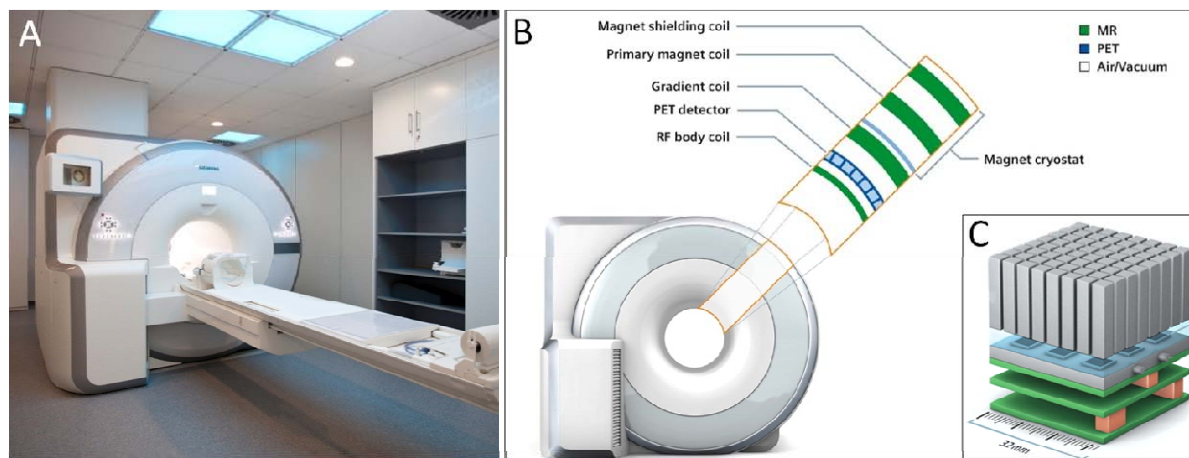 A
SIEMENS
B
Magnet shielding coil
Primary magnet coil
Gradient coil
PET detector
RF body coil
MR
PET
Air/Vacuum
Magnet cryostat
C
32mm